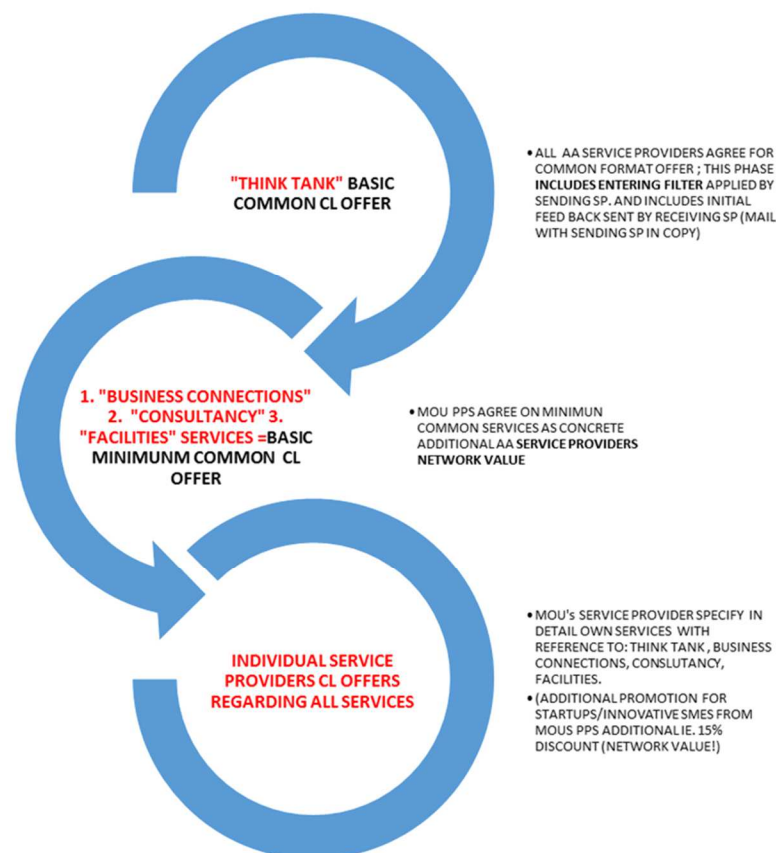 "THINK TANK" BASIC
COMMON CL OFFER
• ALL AA SERVICE PROVIDERS AGREE FOR
COMMON FORMAT OFFER ; THIS PHASE
INCLUDES ENTERING FILTER APPLIED BY
SENDING SP. AND INCLUDES INITIAL
FEED BACK SENT BY RECEIVING SP (MAIL
WITH SENDING SP IN COPY)
1. "BUSINESS CONNECTIONS"
2. "CONSULTANCY" 3.
"FACILITIES" SERVICES =BASIC
MINIMUNM COMMON CL
OFFER
• MOU PPS AGREE ON MINIMUN
COMMON SERVICES AS CONCRETE
ADDITIONAL AA SERVICE PROVIDERS
NETWORK VALUE
INDIVIDUAL SERVICE
PROVIDERS CL OFFERS
REGARDING ALL SERVICES
• MOU's SERVICE PROVIDER SPECIFY IN
DETAIL OWN SERVICES WITH
REFERENCE TO: THINK TANK , BUSINESS
CONNECTIONS, CONSLUTANCY,
FACILITIES.
• (ADDITIONAL PROMOTION FOR
STARTUPS/INNOVATIVE SMES FROM
MOUS PPS ADDITIONAL IE. 15%
DISCOUNT (NETWORK VALUE!)